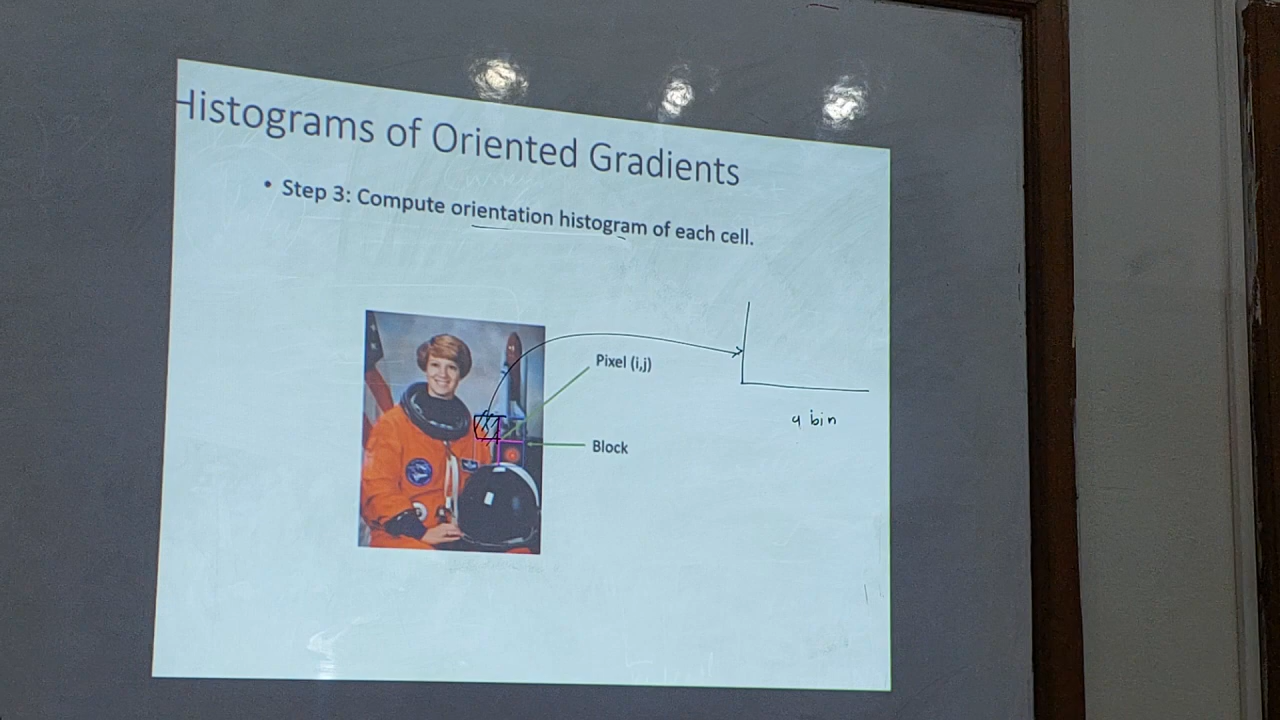 Histograms of Oriented Gradients
• Step 3: Compute orientation histogram of each cell.
Pixel (i,j)
Block
9 bin